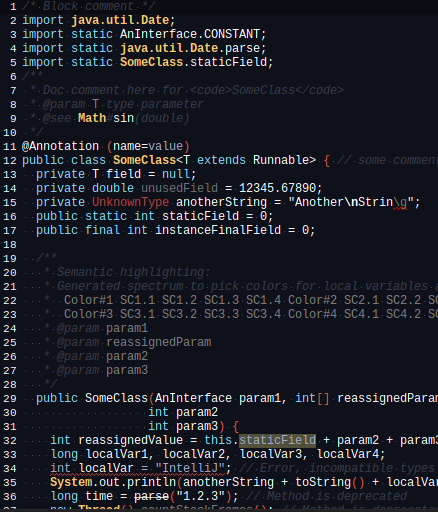 1 /* Block comment */
2 import java.util.Date;
3 import static AnInterface.CONSTANT;
4 import static java.util.Date.parse;
5 import static SomeClass.staticField;
6 /**
7 * Doc comment here for <code>SomeClass</code>
8 * @param T type parameter
9 * @see Math#sin(double)
10 */
11 @Annotation (name=value)
12 public class SomeClass<T extends Runnable> { // some comment
13 private T field = null;
14 private double unusedField = 12345.67890;
15 private UnknownType anotherString = "Another\nStrin\g";
16 public static int staticField = 0;
17 public final int instanceFinalField = 0;
18
19 /**
20 * Semantic highlighting:
21 * Generated spectrum to pick colors for local variables a
22 * Color#1 SC1.1 SC1.2 SC1.3 SC1.4 Color#2 SC2.1 SC2.2 SC
23 * Color#3 SC3.1 SC3.2 SC3.3 SC3.4 Color#4 SC4.1 SC4.2 SC
24 * @param param1
25 * @param reassignedParam
26 * @param param2
27 * @param param3
28 */
29 public SomeClass(AnInterface param1, int[] reassignedParam
30 int param2
31 int param3) {
32 int reassignedValue = this.staticField + param2 + param3
33 long localVar1, localVar2, localVar3, localVar4;
34 int localVar = "IntelliJ"; // Error, incompatible types
35 System.out.println(anotherString + toString() + localVar
36 long time = parse("1.2.3"); // Method is deprecated
37 new Thread().countStackFrames(); // Method is deprecated